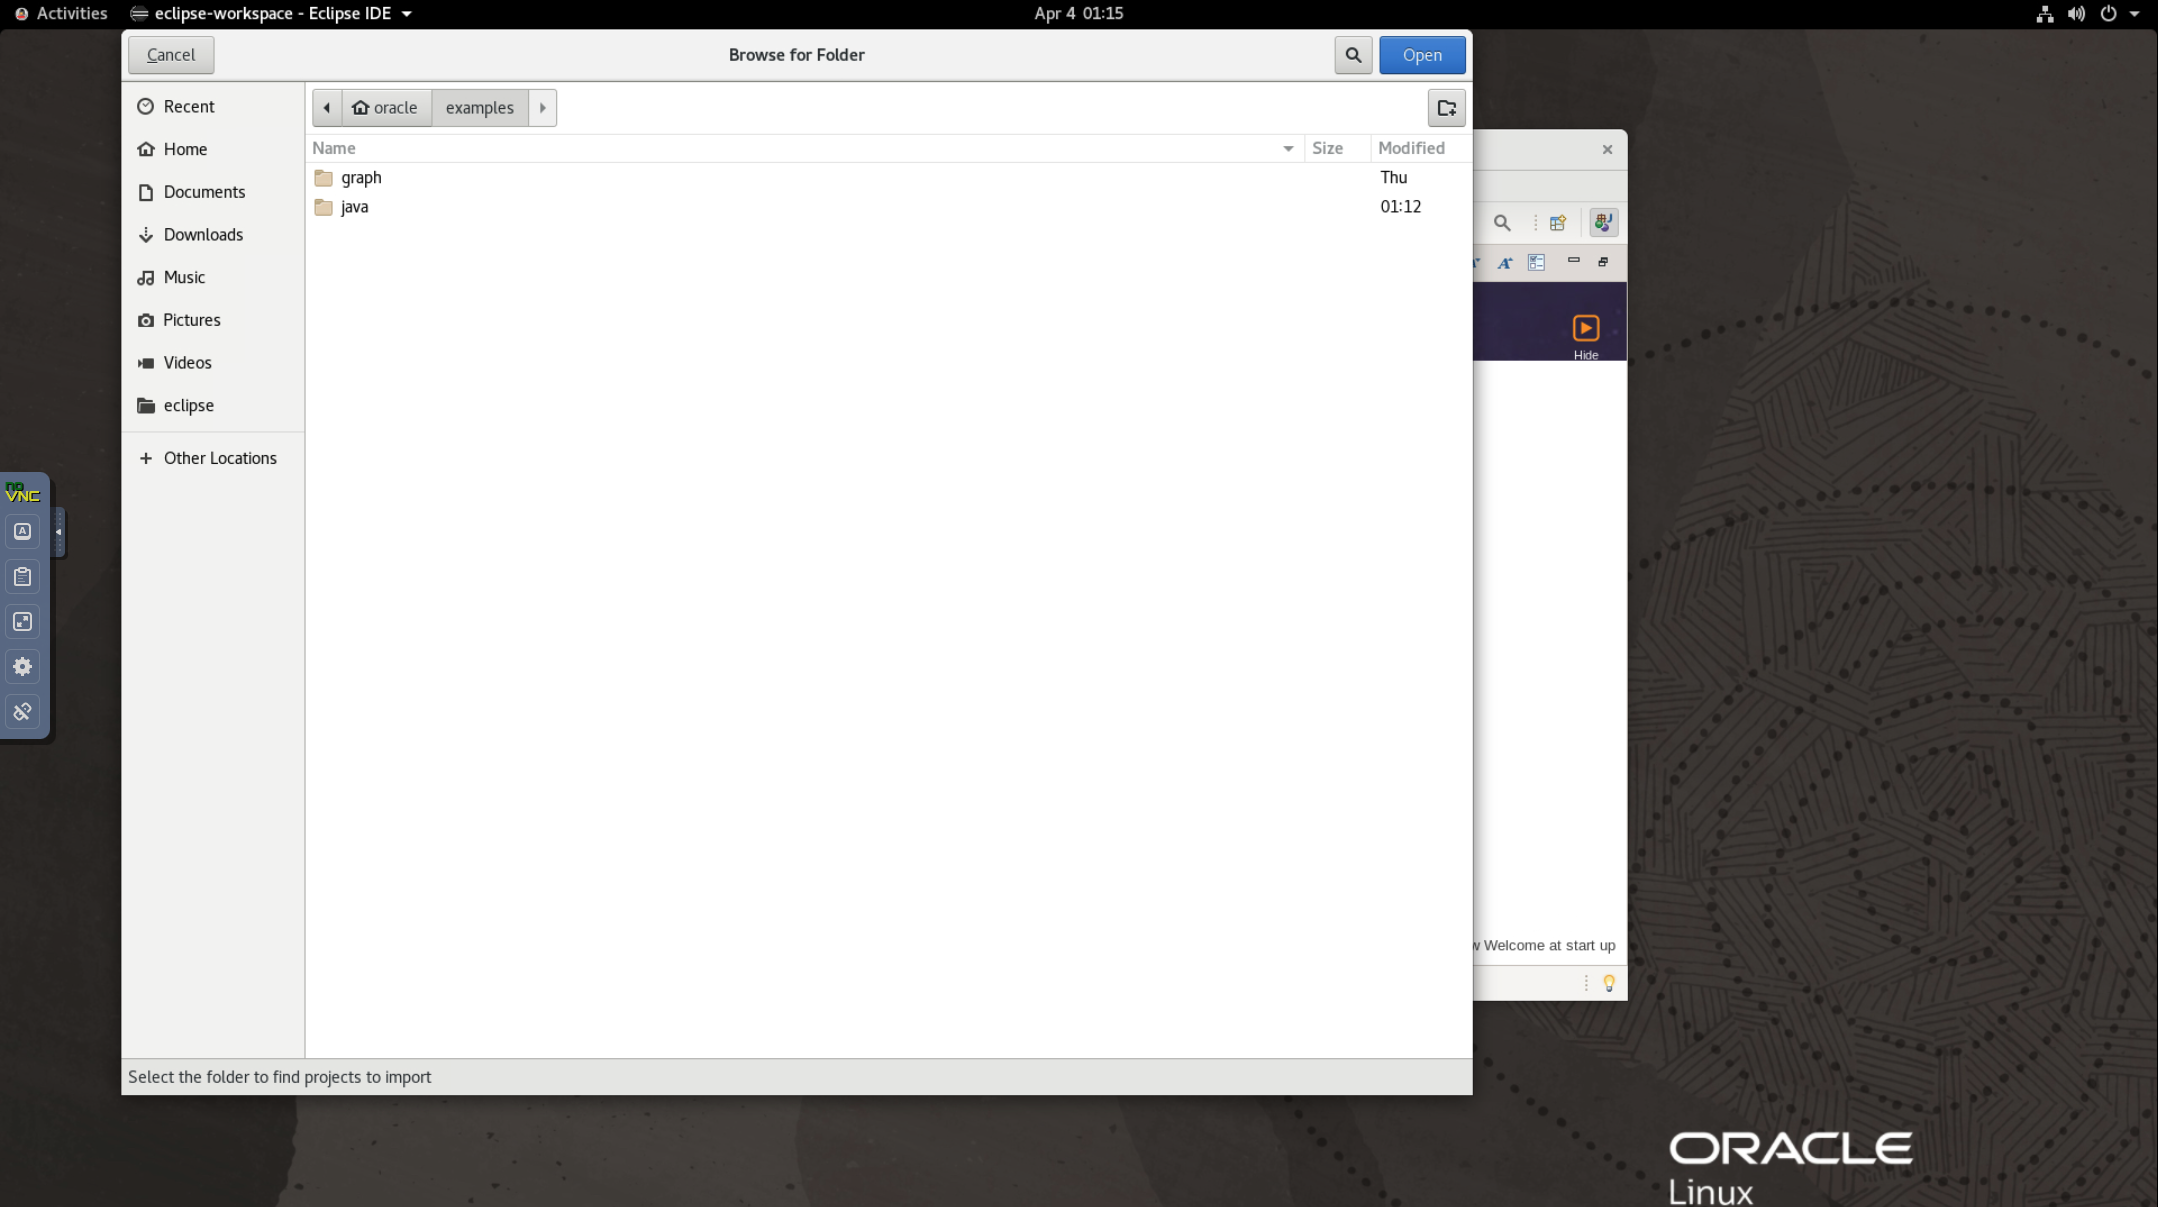 Activities eclipse-workspace - Eclipse IDE Apr 4 01:15
Cancel Browse for Folder Open
Recent
Home
Documents
Downloads
Music
Pictures
Videos
eclipse
Other Locations
oracle examples
Name Size Modified
graph Thu
java 01:12
Select the folder to find projects to import
Hide
w Welcome at start up
no
VNC
ORACLE
Linux